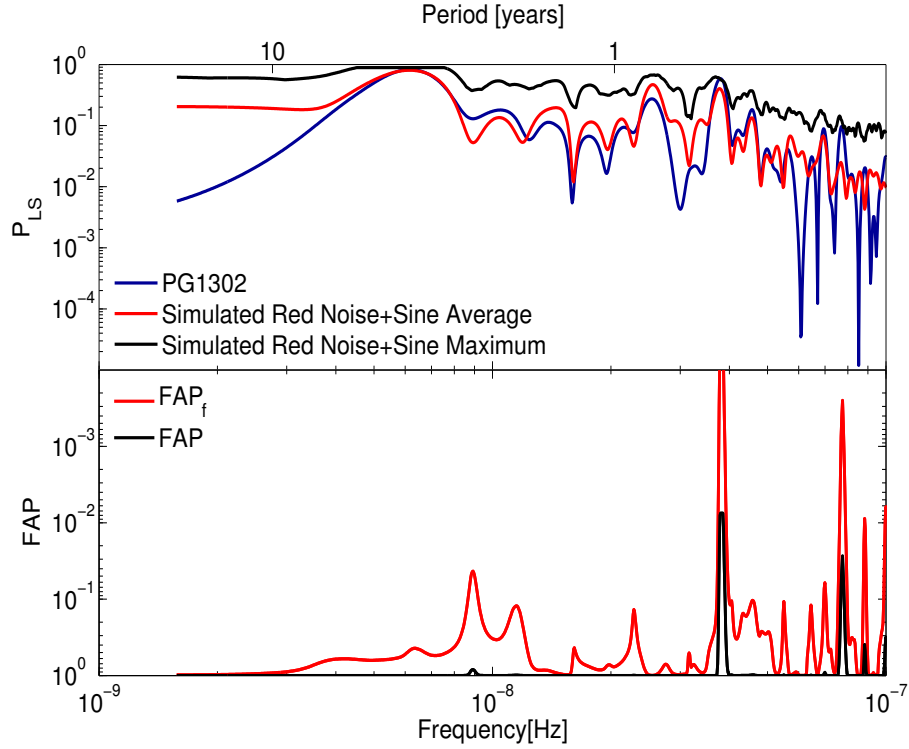 Period [years]
10 1
10^0
10^-1
10^-2
10^-3
10^-4
P_LS
PG1302
Simulated Red Noise+Sine Average
Simulated Red Noise+Sine Maximum
FAP_f
FAP
10^-3
10^-2
10^-1
10^0
FAP
10^-9 10^-8 10^-7
Frequency[Hz]